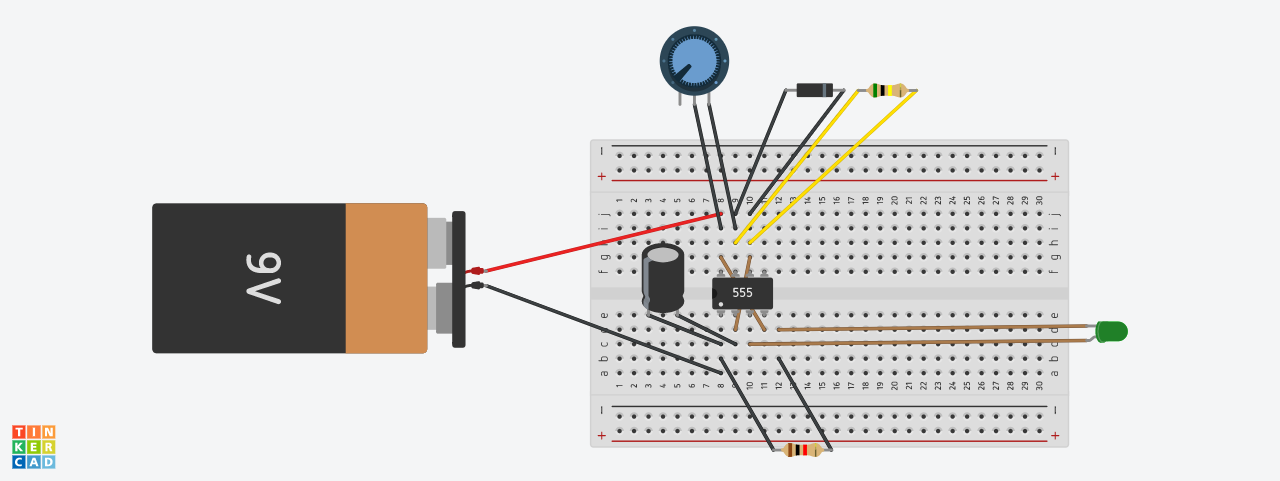 − −
+ +
1 2 3 4 5 6 7 8 9 10 11 12 13 14 15 16 17 18 19 20 21 22 23 24 25 26 27 28 29 30
j j
i i
h h
g g
f f
9V
555
e e
d d
c c
b b
a a
1 2 3 4 5 6 7 8 9 10 11 12 13 14 15 16 17 18 19 20 21 22 23 24 25 26 27 28 29 30
− −
+ +
TIN
KER
CAD